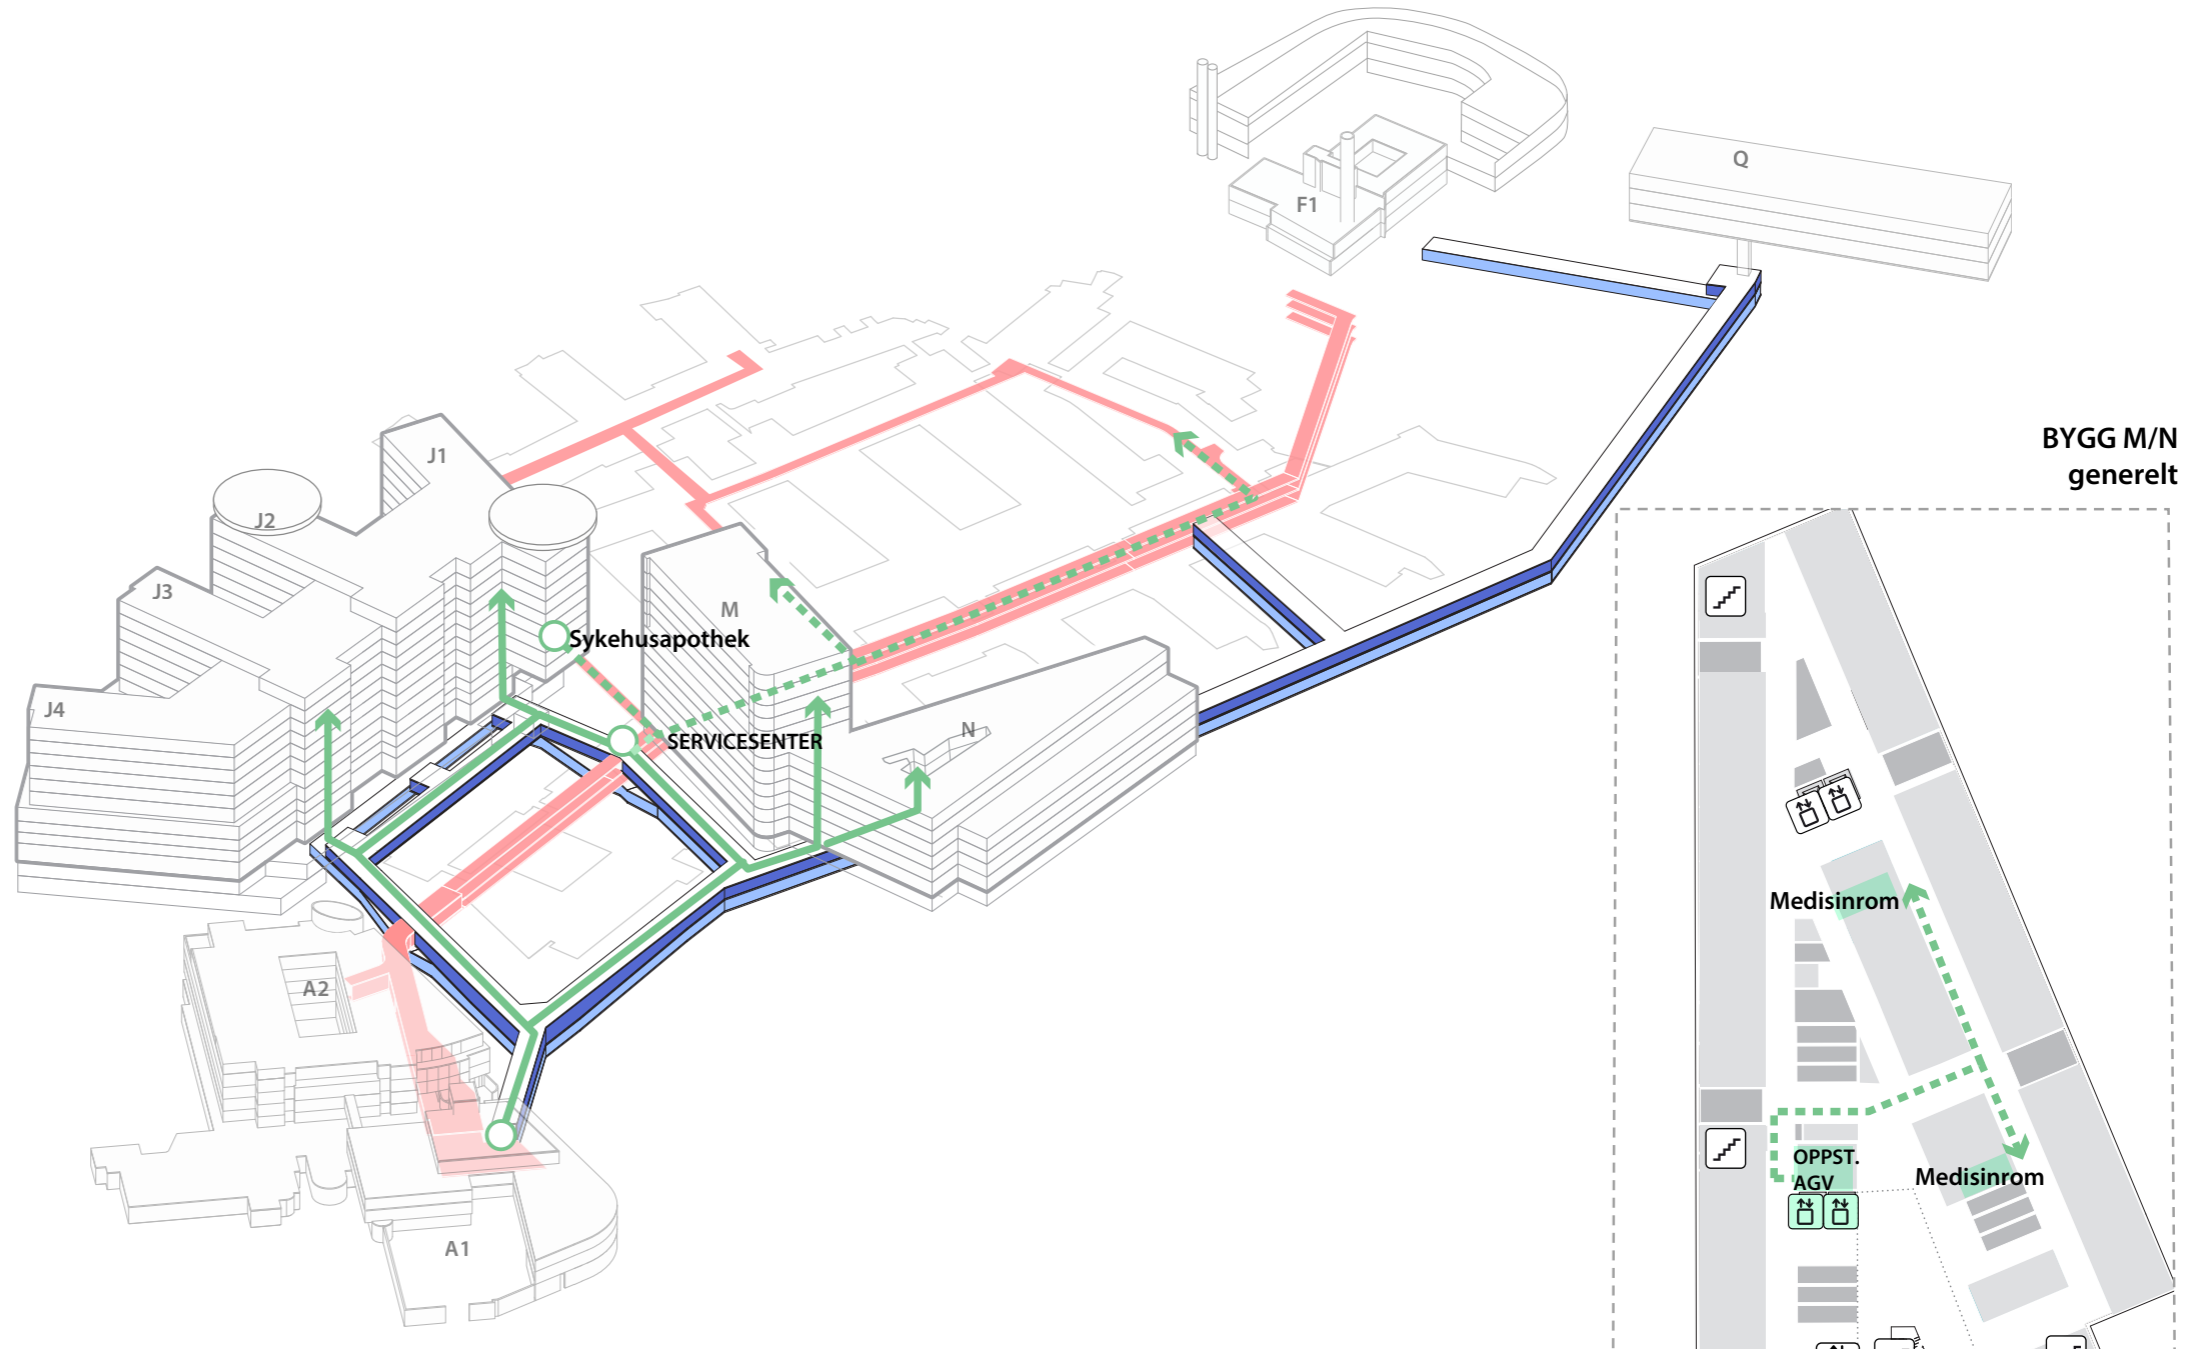 Q
F1
BYGG M/N
generelt
J1
J2
J3
M
Sykehusapothek
J4
N
SERVICESENTER
Medisinrom
A2
OPPST.
AGV
Medisinrom
A1